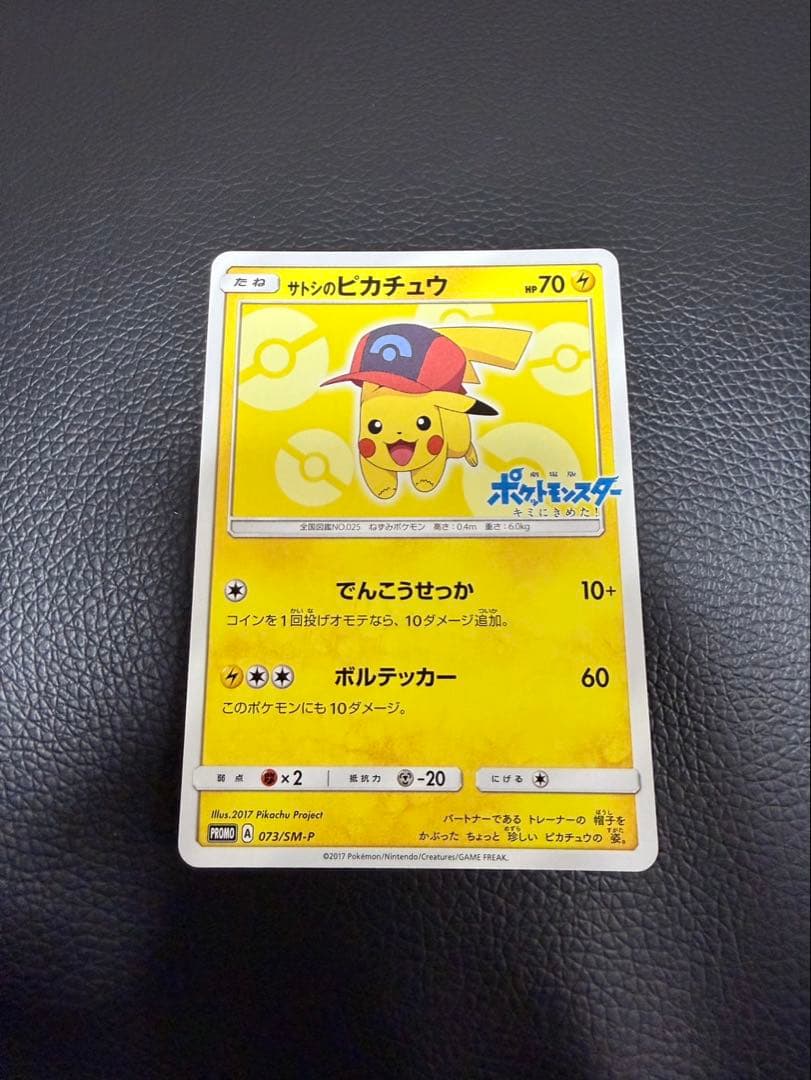 たね サトシのピカチュウ HP70
劇場版
ポケットモンスター
キミにきめた!
全国図鑑NO.025 ねずみポケモン 高さ:0.4m 重さ:6.0kg
でんこうせっか 10+
コインを1回投げオモテなら、10ダメージ追加。
ボルテッカー 60
このポケモンにも10ダメージ。
弱点 ×2 抵抗力 -20 にげる
Illus.2017 Pikachu Project
PROMO A 073/SM-P
パートナーである トレーナーの 帽子を
かぶった ちょっと 珍しい ピカチュウの 姿。
©2017 Pokémon/Nintendo/Creatures/GAME FREAK.